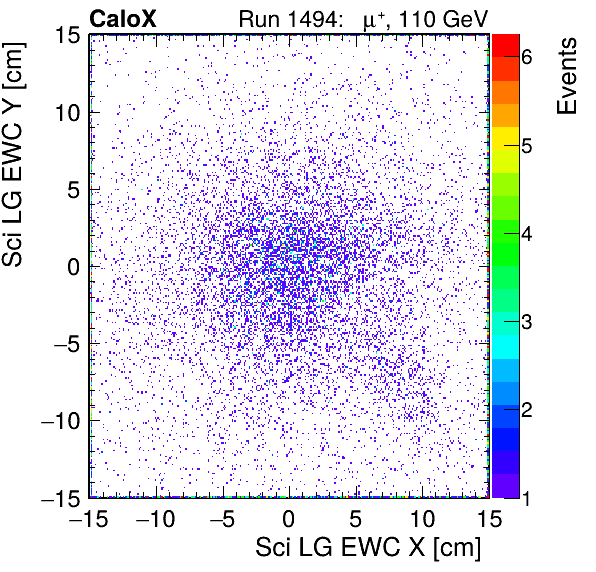 CaloX Run 1494: μ⁺, 110 GeV
Sci LG EWC Y [cm]
15
10
5
0
−5
−10
−15
−15 −10 −5 0 5 10 15
Sci LG EWC X [cm]
Events
6
5
4
3
2
1